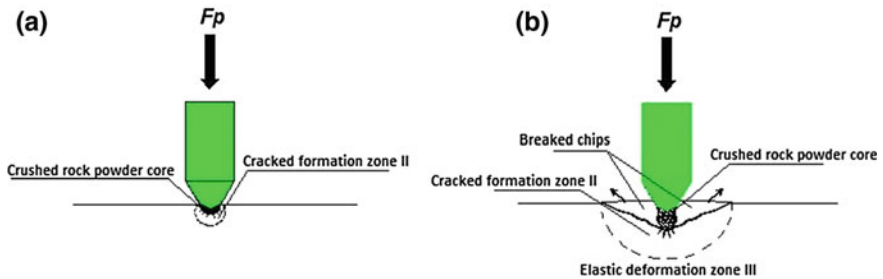 (a)
Fp
Crushed rock powder core
Cracked formation zone II
(b)
Fp
Breaked chips
Crushed rock powder core
Cracked formation zone II
Elastic deformation zone III